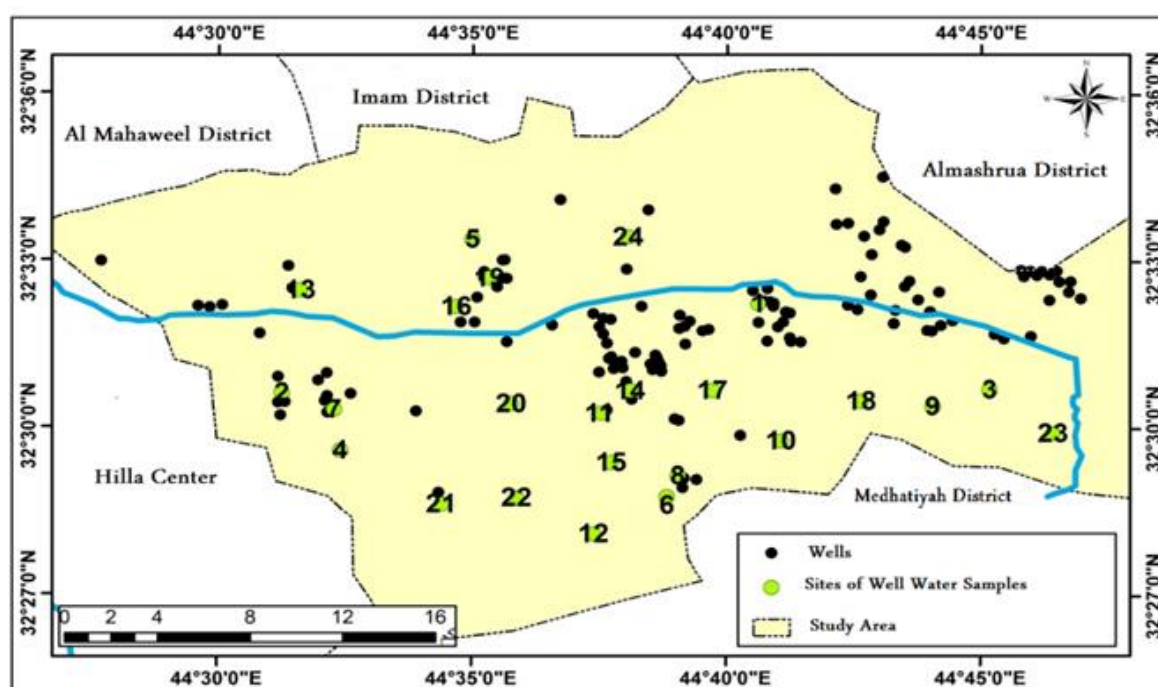 44°30'0"E 44°35'0"E 44°40'0"E 44°45'0"E
32°36'0"N 32°36'0"N
N
W E
S
Imam District
Al Mahaweel District
Almashrua District
32°33'0"N 32°33'0"N
5 24
19
13
16 1
2 14 17 3
7 20 11 18 9
32°30'0"N 32°30'0"N
23
4 10
15
Hilla Center
8
Medhatiyah District
21 22 6
12
Wells
Sites of Well Water Samples
Study Area
32°27'0"N 32°27'0"N
0 2 4 8 12 16
44°30'0"E 44°35'0"E 44°40'0"E 44°45'0"E